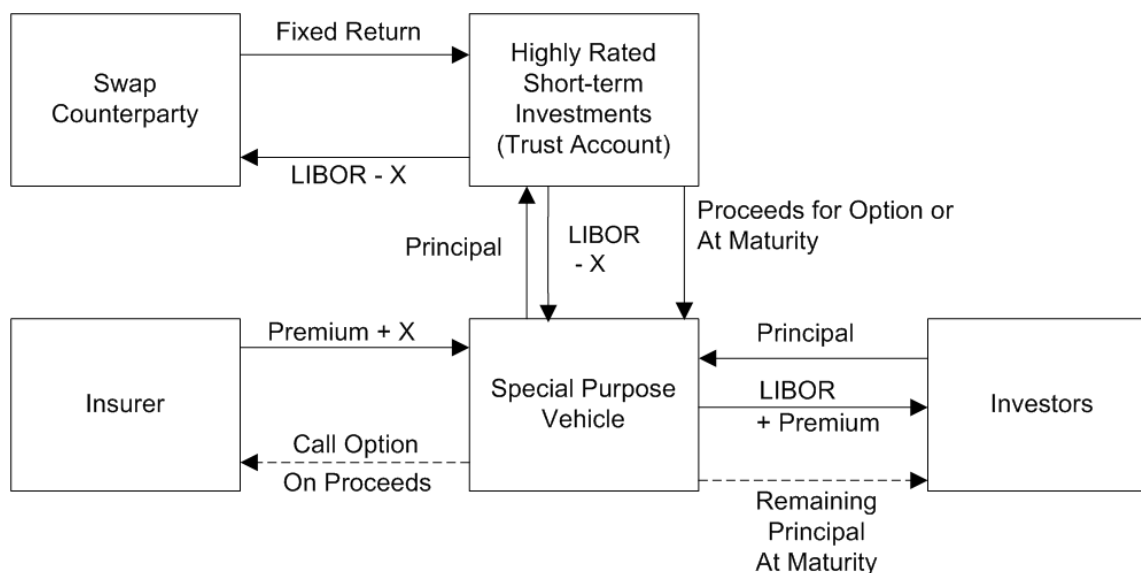 Fixed Return
Swap
Counterparty
Highly Rated
Short-term
Investments
(Trust Account)
LIBOR - X
Principal
LIBOR
- X
Proceeds for Option or
At Maturity
Insurer
Premium + X
Call Option
On Proceeds
Special Purpose
Vehicle
Principal
LIBOR
+ Premium
Remaining
Principal
At Maturity
Investors